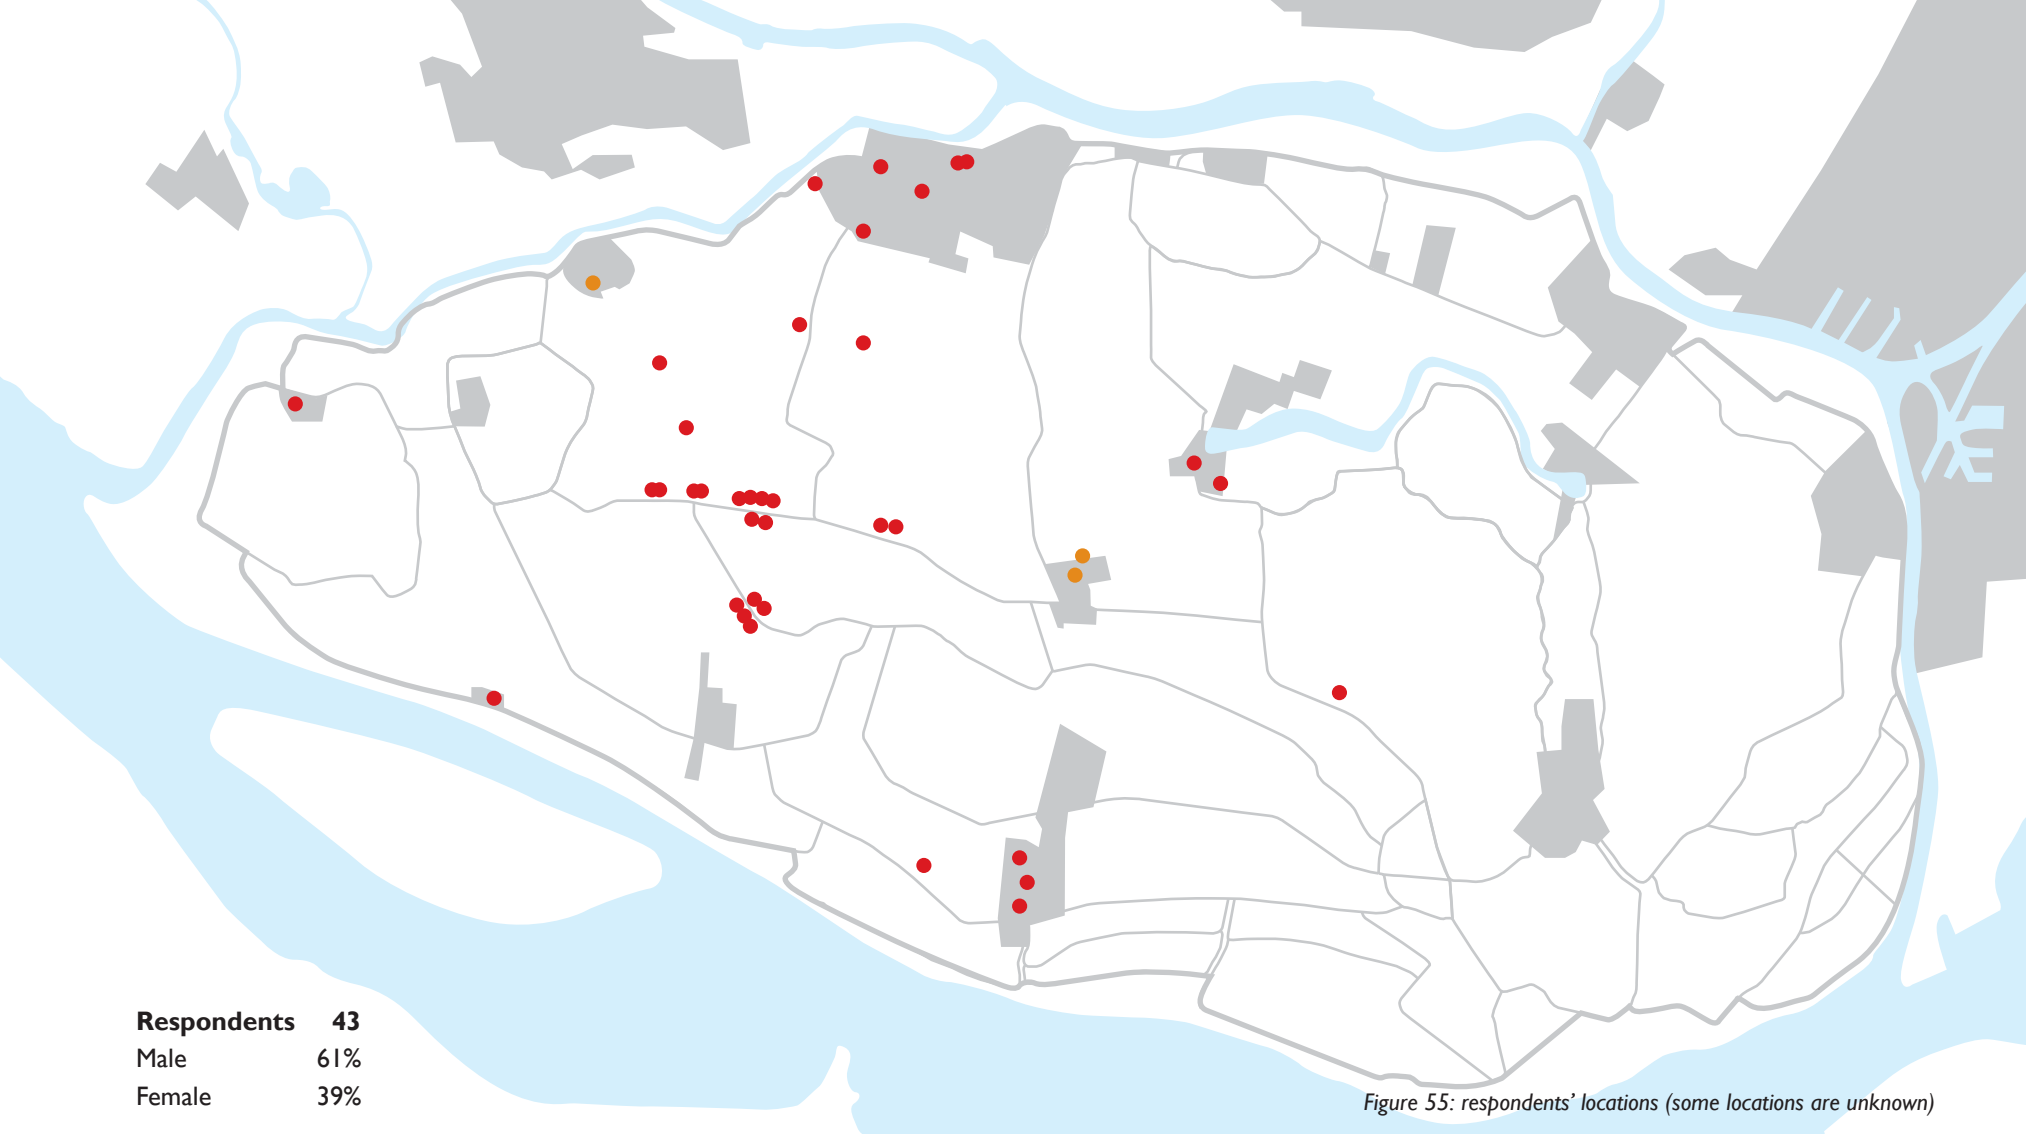 Respondents 43
Male 61%
Female 39%
Figure 55: respondents’ locations (some locations are unknown)